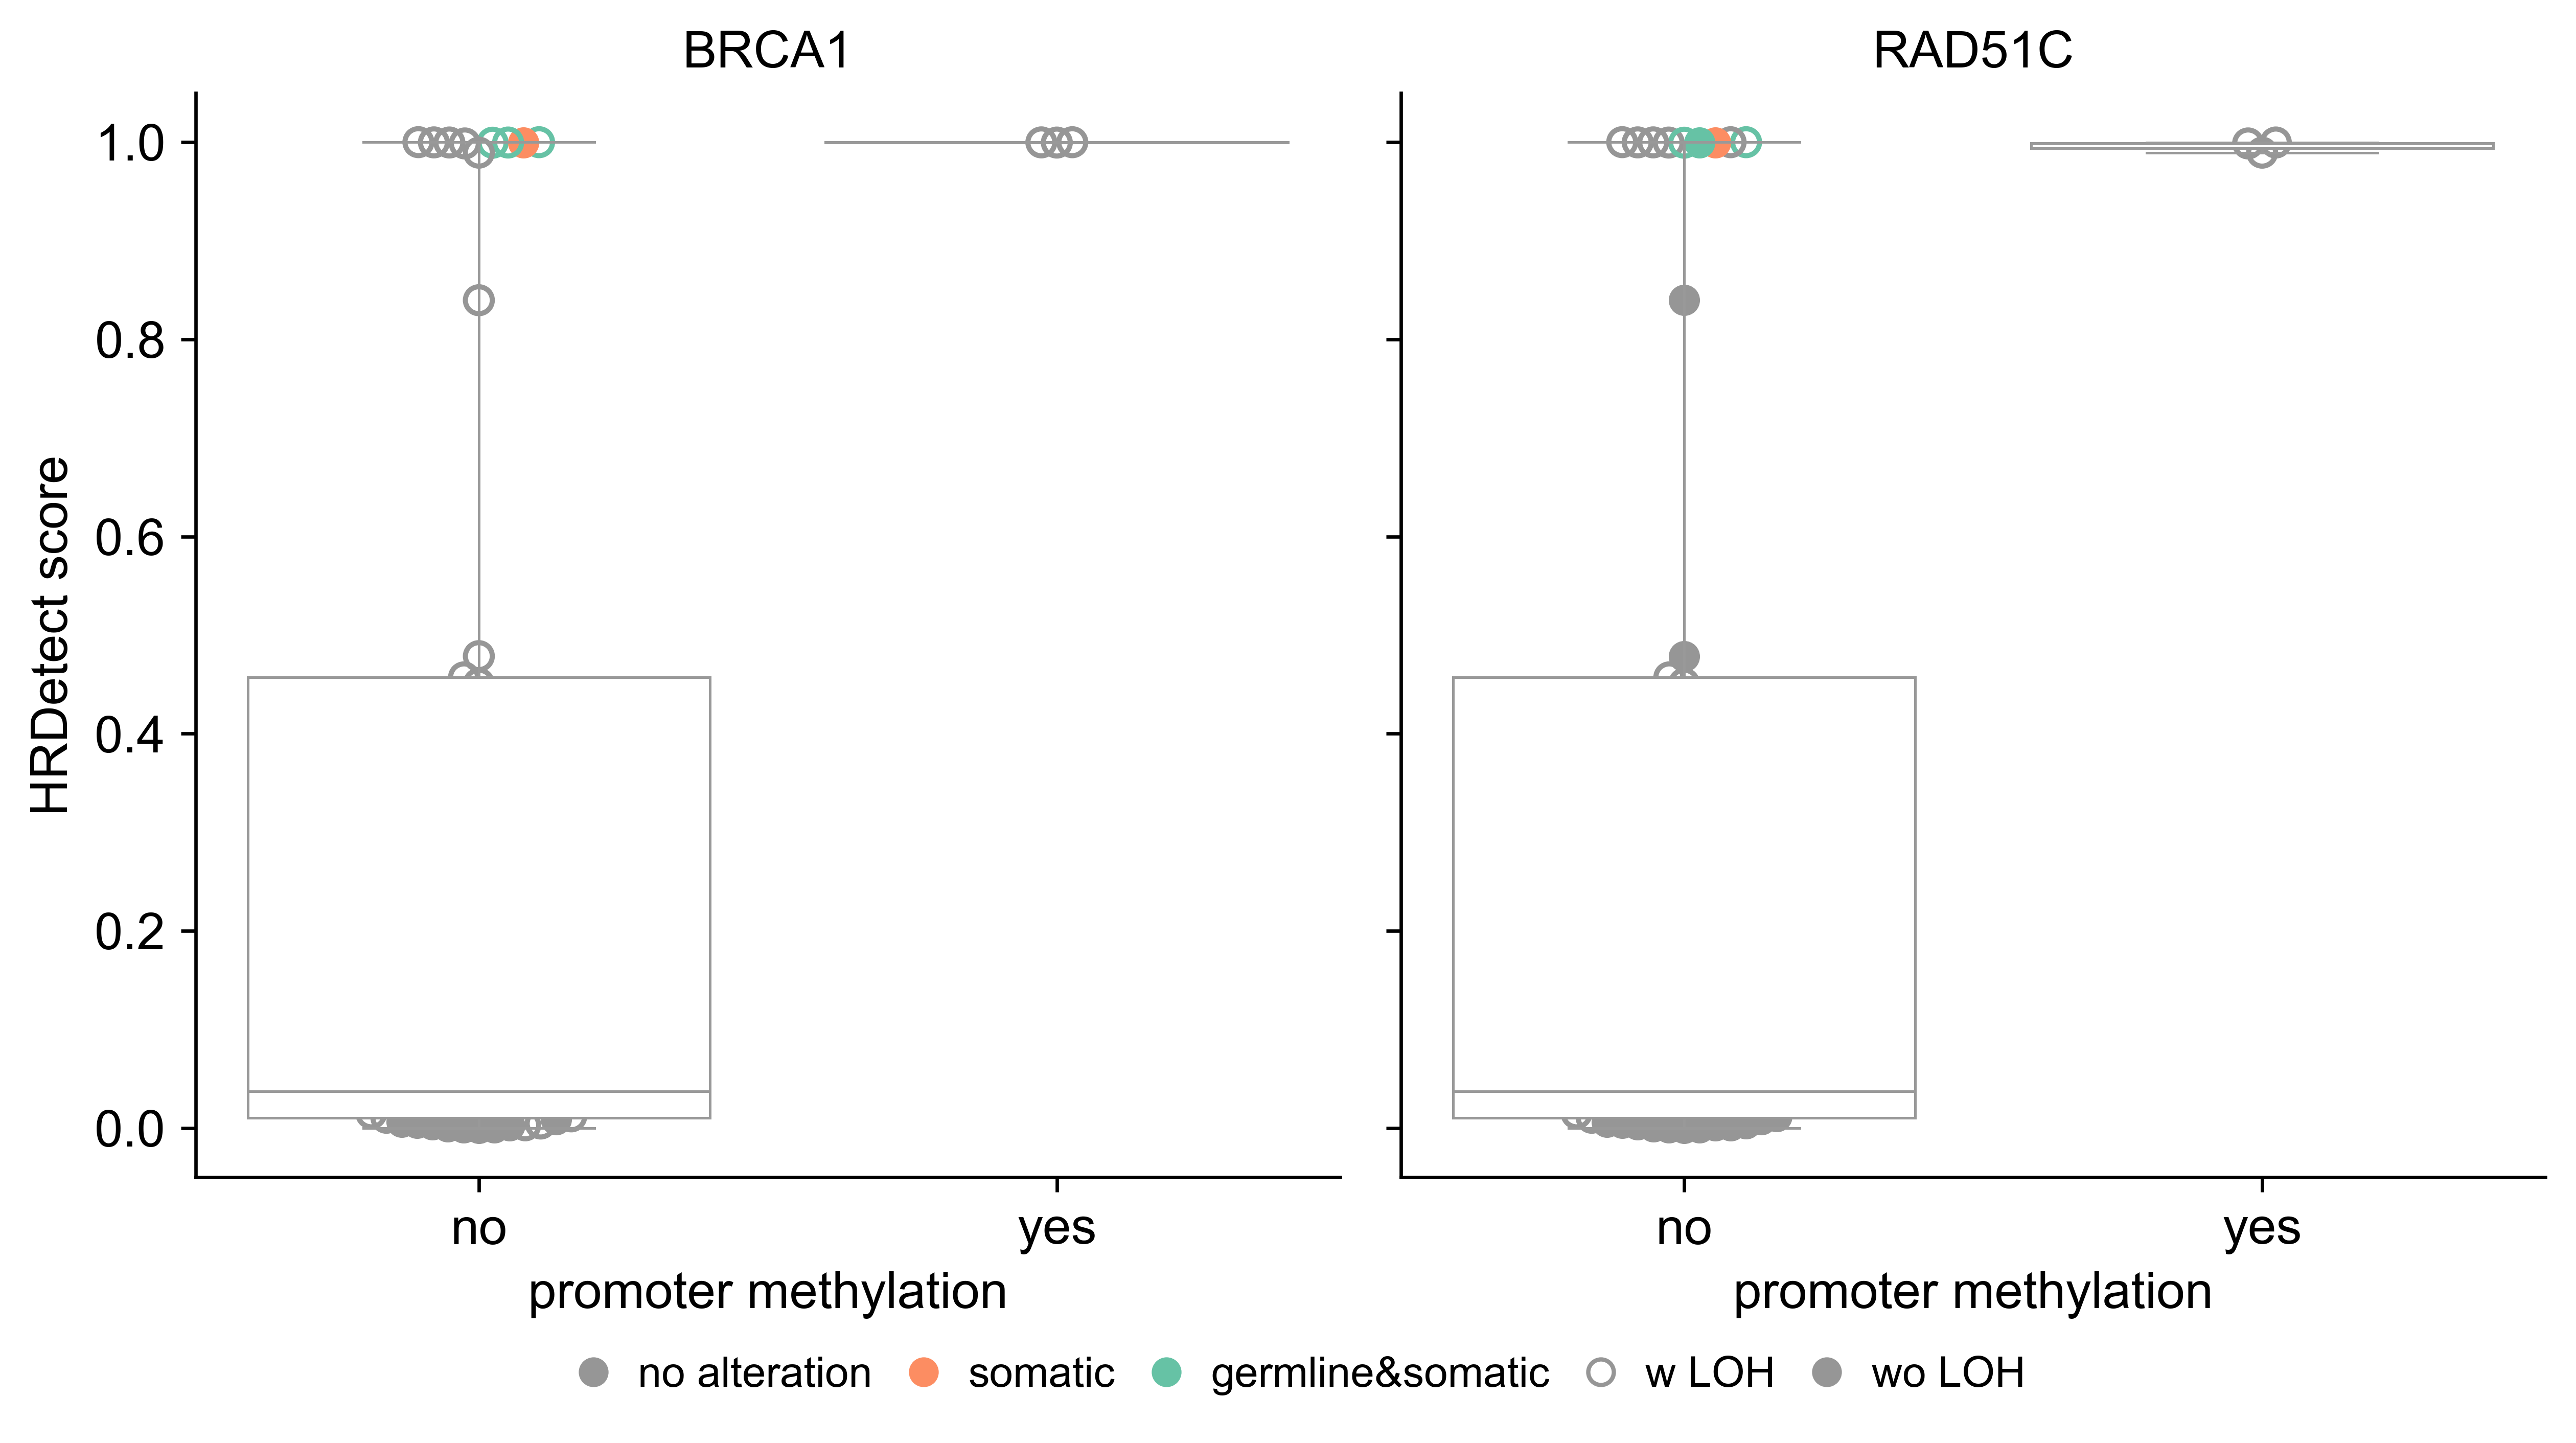 BRCA1
RAD51C
HRDetect score
1.0
0.8
0.6
0.4
0.2
0.0
no
yes
no
yes
promoter methylation
promoter methylation
no alteration somatic germline&somatic w LOH wo LOH